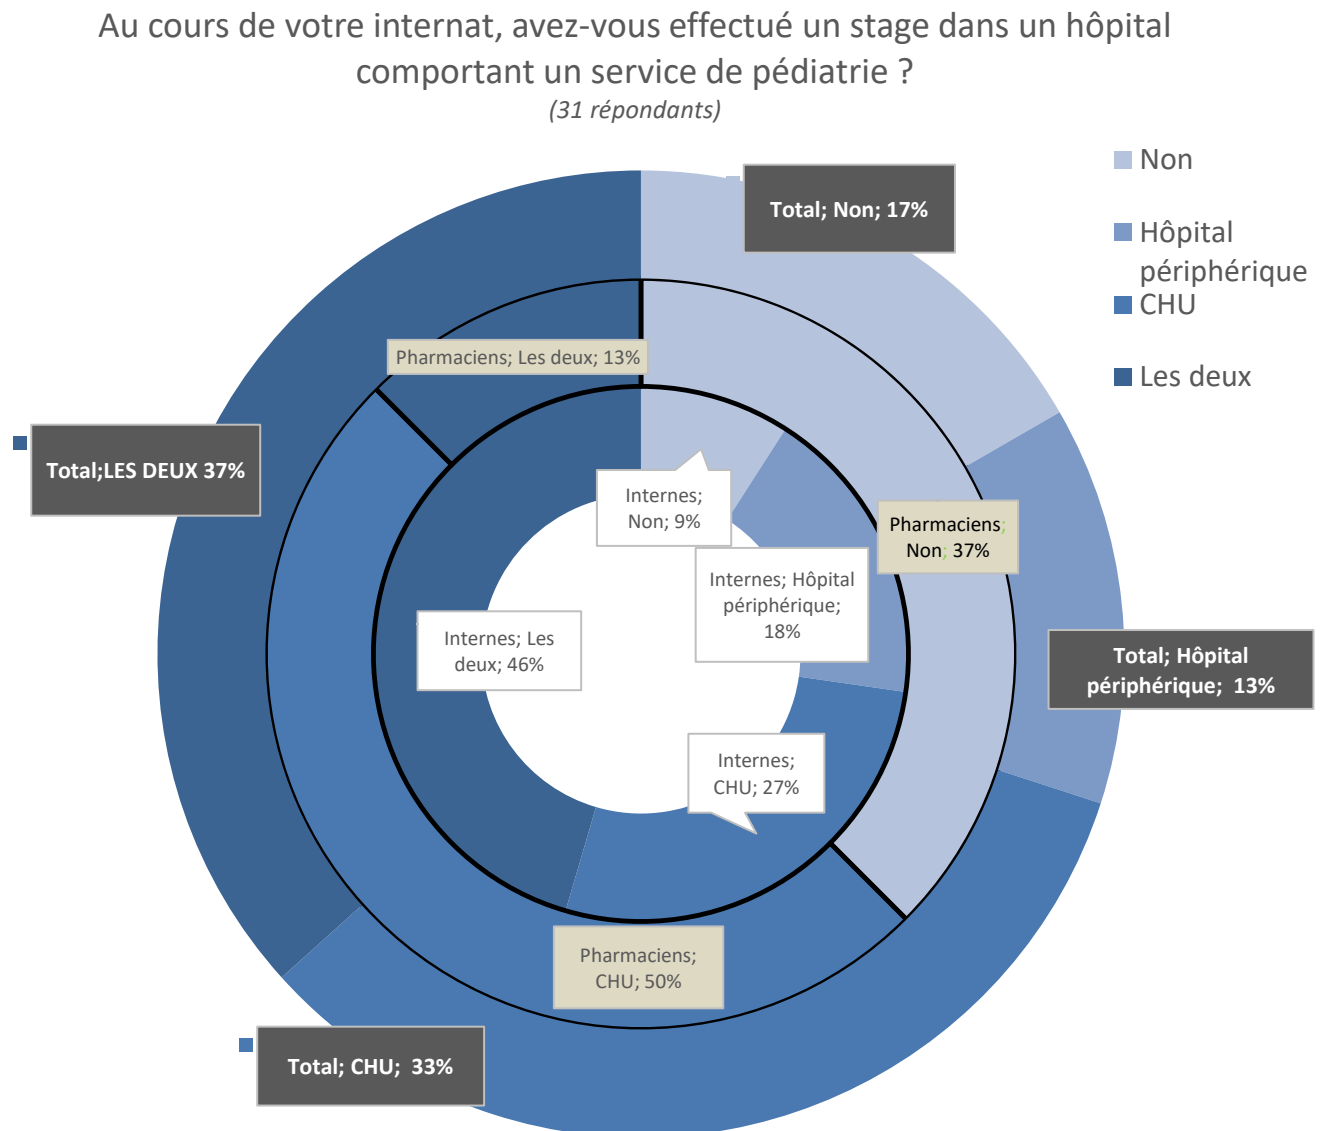 Au cours de votre internat, avez-vous effectué un stage dans un hôpital
comportant un service de pédiatrie ?
(31 répondants)
Non
Hôpital
périphérique
CHU
Les deux
Total; Non; 17%
Pharmaciens; Les deux; 13%
Total;LES DEUX 37%
Internes;
Non; 9%
Pharmaciens;
Non; 37%
Internes; Hôpital
périphérique;
18%
Internes; Les
deux; 46%
Total; Hôpital
périphérique; 13%
Internes;
CHU; 27%
Pharmaciens;
CHU; 50%
Total; CHU; 33%